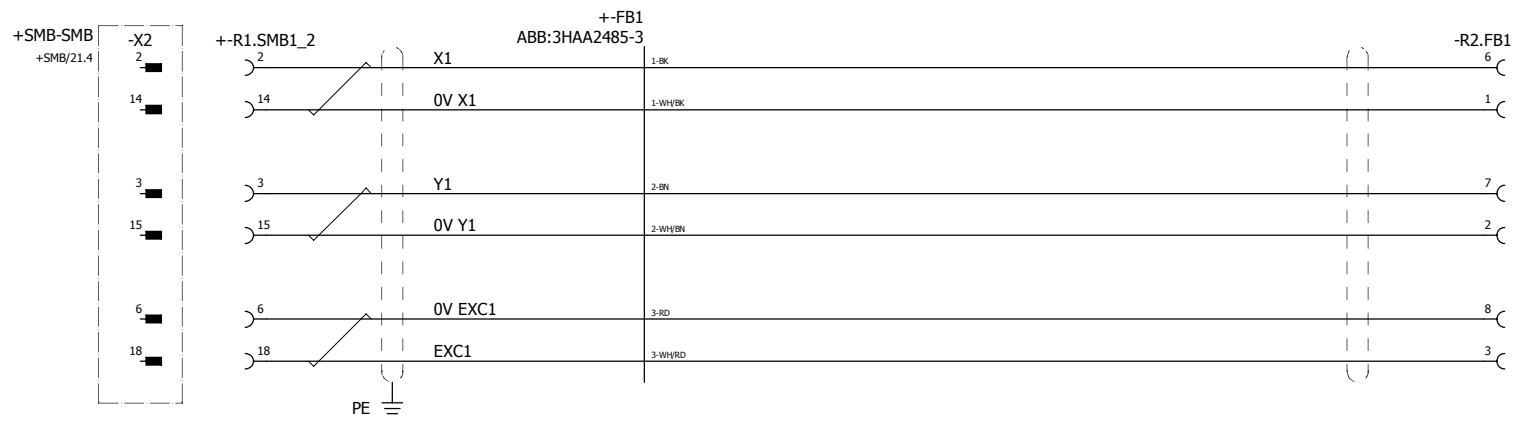 +-FB1
+SMB-SMB -X2 +-R1.SMB1_2 ABB:3HAA2485-3 -R2.FB1
+SMB/21.4 2 2 X1 1-BK 6
14 14 0V X1 1-WH/BK 1
3 3 Y1 2-BN 7
15 15 0V Y1 2-WH/BN 2
6 6 0V EXC1 3-RD 8
18 18 EXC1 3-WH/RD 3
PE